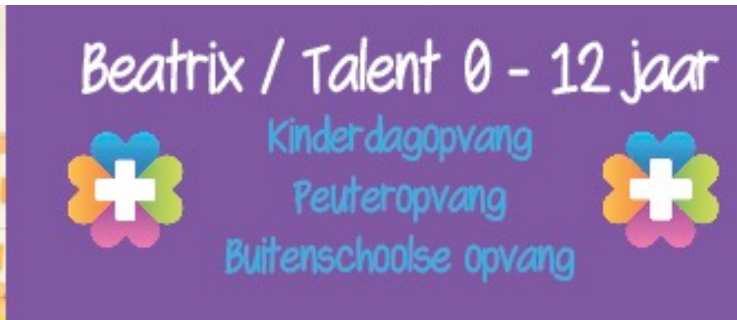 Beatrix / Talent 0 - 12 jaar
Kinderdagopvang
Peuteropvang
Buitenschoolse opvang